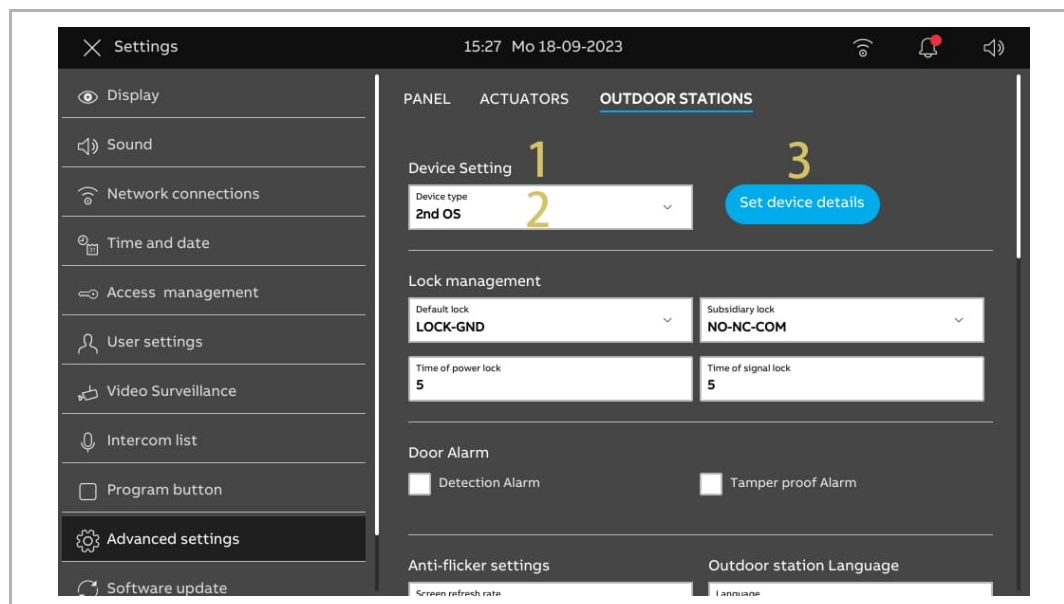 Settings
15:27 Mo 18-09-2023
Display
Sound
Network connections
Time and date
Access management
User settings
Video Surveillance
Intercom list
Program button
Advanced settings
Software update
PANEL ACTUATORS OUTDOOR STATIONS
Device Setting 1
Device type
2nd OS 2
3
Set device details
Lock management
Default lock
LOCK-GND
Subsidiary lock
NO-NC-COM
Time of power lock
5
Time of signal lock
5
Door Alarm
Detection Alarm
Tamper proof Alarm
Anti-flicker settings
Screen refresh rate
Outdoor station Language
Language